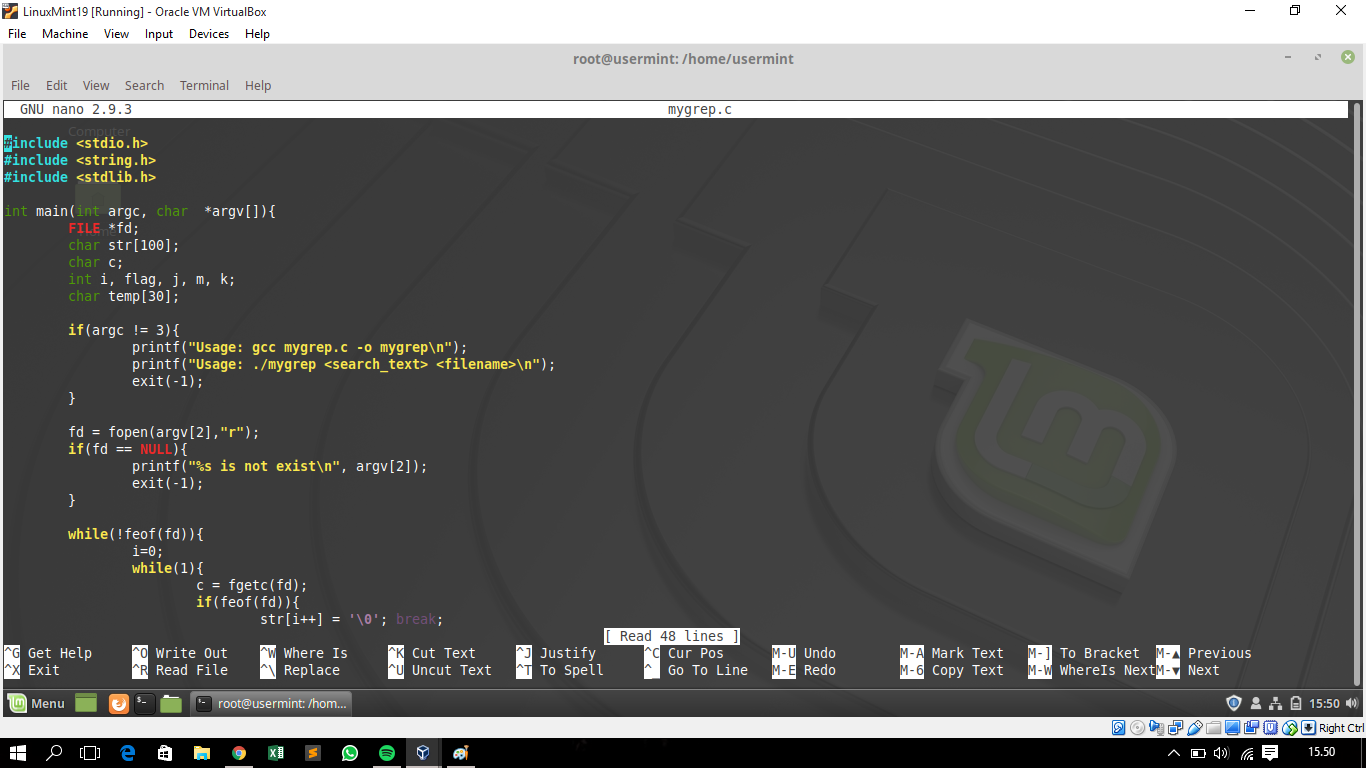 LinuxMint19 [Running] - Oracle VM VirtualBox
File Machine View Input Devices Help
root@usermint: /home/usermint
File Edit View Search Terminal Help
GNU nano 2.9.3 mygrep.c
Computer
#include <stdio.h>
#include <string.h>
#include <stdlib.h>
int main(int argc, char  *argv[]){
        FILE *fd;
        char str[100];
        char c;
        int i, flag, j, m, k;
        char temp[30];
        if(argc != 3){
                printf("Usage: gcc mygrep.c -o mygrep\n");
                printf("Usage: ./mygrep <search_text> <filename>\n");
                exit(-1);
        }
        fd = fopen(argv[2],"r");
        if(fd == NULL){
                printf("%s is not exist\n", argv[2]);
                exit(-1);
        }
        while(!feof(fd)){
                i=0;
                while(1){
                        c = fgetc(fd);
                        if(feof(fd)){
                                str[i++] = '\0'; break;
[ Read 48 lines ]
^G Get Help ^O Write Out ^W Where Is ^K Cut Text ^J Justify ^C Cur Pos M-U Undo M-A Mark Text M-] To Bracket M-▲ Previous
^X Exit ^R Read File ^\ Replace ^U Uncut Text ^T To Spell ^_ Go To Line M-E Redo M-6 Copy Text M-W WhereIs Next M-▼ Next
Menu root@usermint: /hom... 15:50
Right Ctrl
15.50